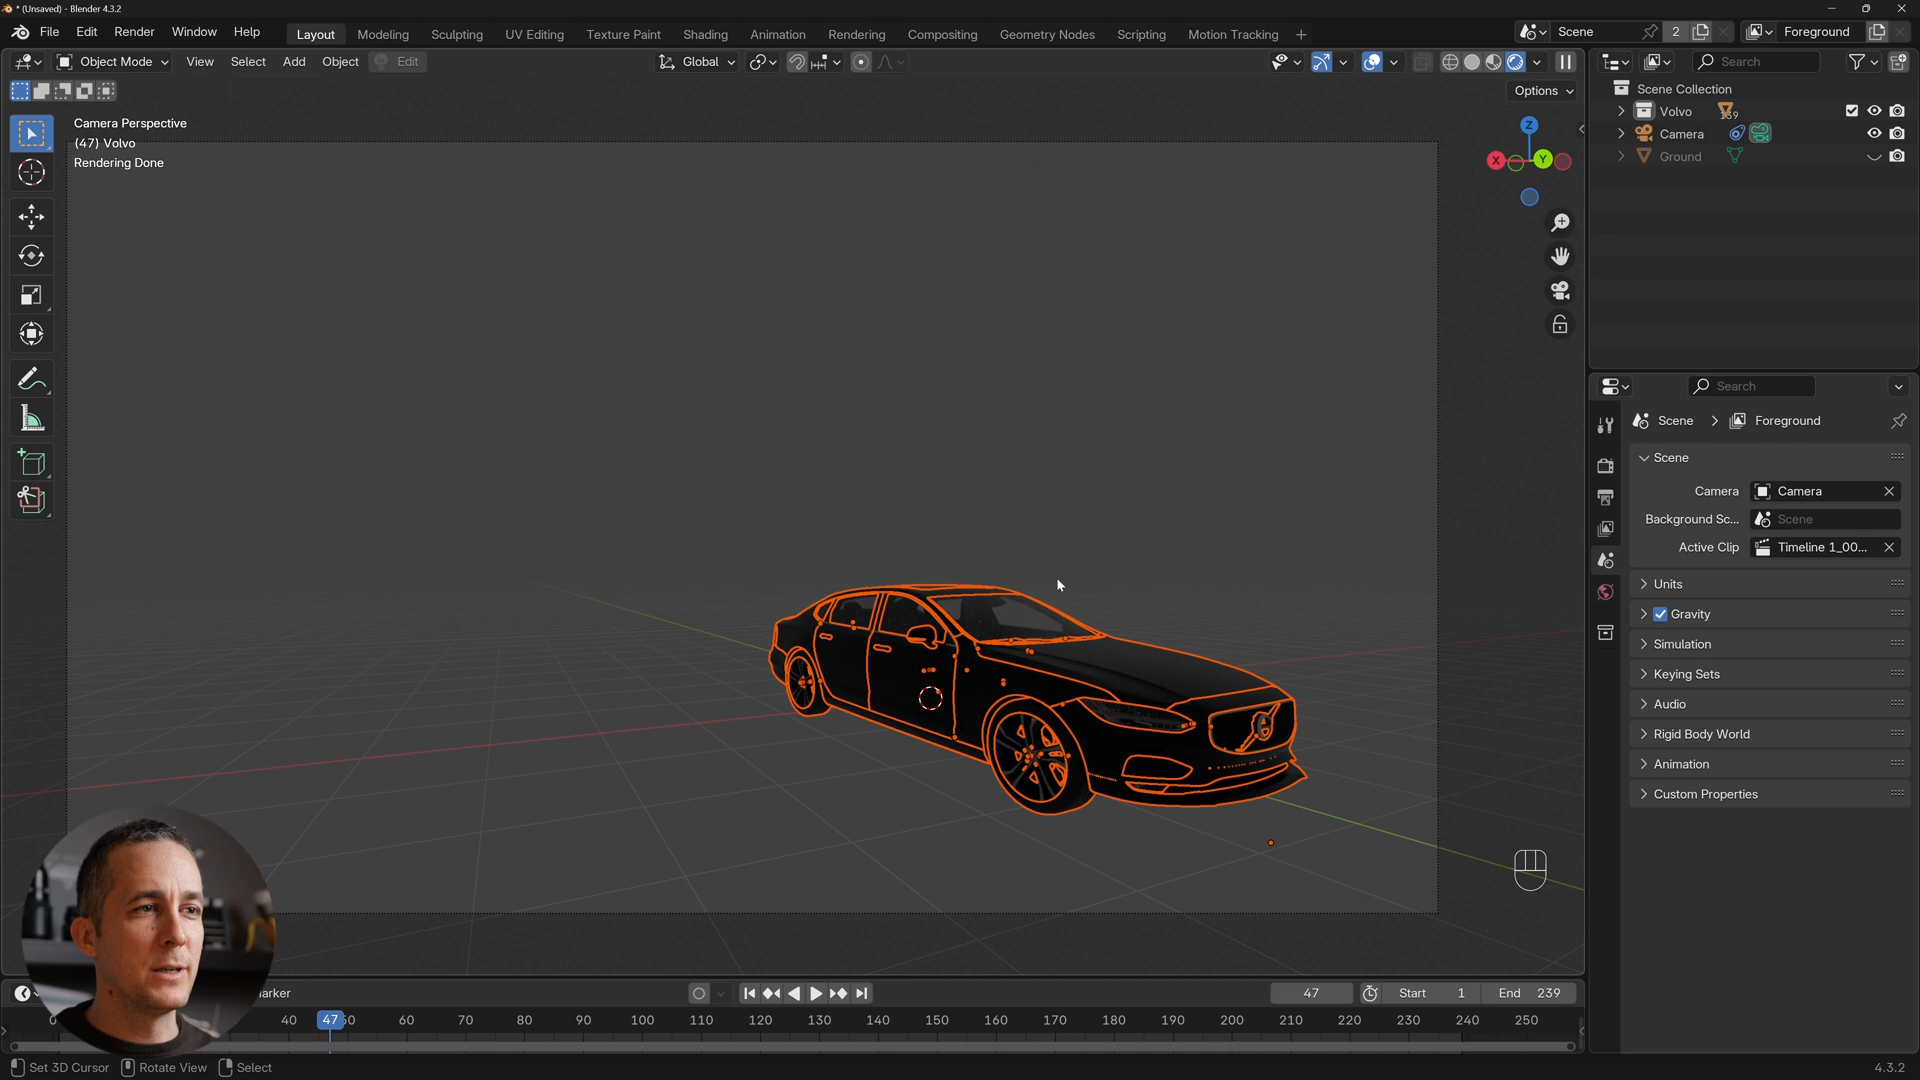 * (Unsaved) - Blender 4.3.2
File Edit Render Window Help
Layout Modeling Sculpting UV Editing Texture Paint Shading Animation Rendering Compositing Geometry Nodes Scripting Motion Tracking +
Scene 2
Foreground
Object Mode View Select Add Object Edit
Global
Search
Options
Camera Perspective
(47) Volvo
Rendering Done
Z
X
Y
Scene Collection
Volvo 139
Camera
Ground
Search
Scene > Foreground
Scene
Camera Camera
Background Sc... Scene
Active Clip Timeline 1_00...
Units
Gravity
Simulation
Keying Sets
Audio
Rigid Body World
Animation
Custom Properties
arker
47 Start 1 End 239
0 40 47 50 60 70 80 90 100 110 120 130 140 150 160 170 180 190 200 210 220 230 240 250
Set 3D Cursor Rotate View Select
4.3.2